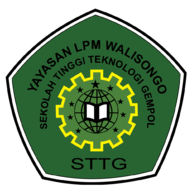 YAYASAN LPM WALISONGO
SEKOLAH TINGGI TEKNOLOGI GEMPOL
STTG